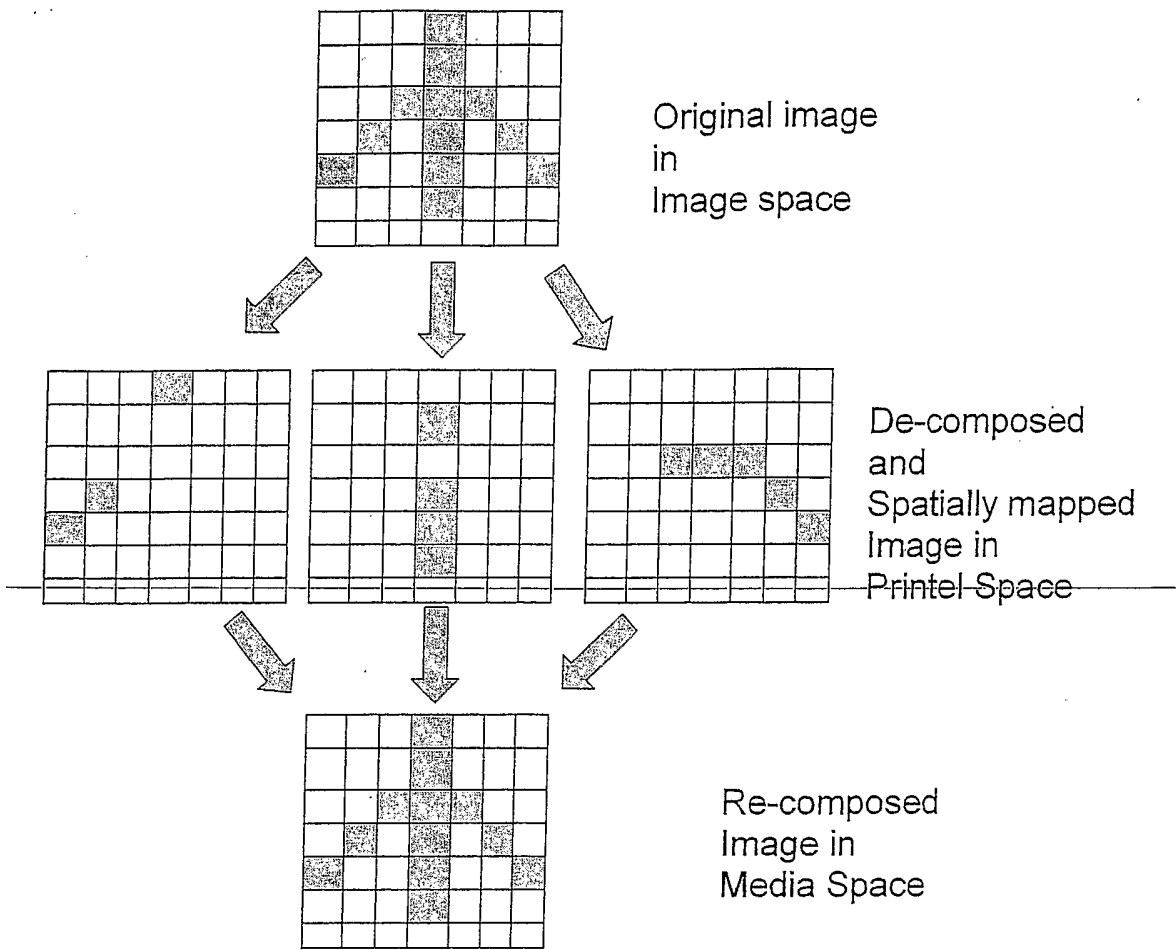 Original image
in
Image space
De-composed
and
Spatially mapped
Image in
Printel Space
Re-composed
Image in
Media Space